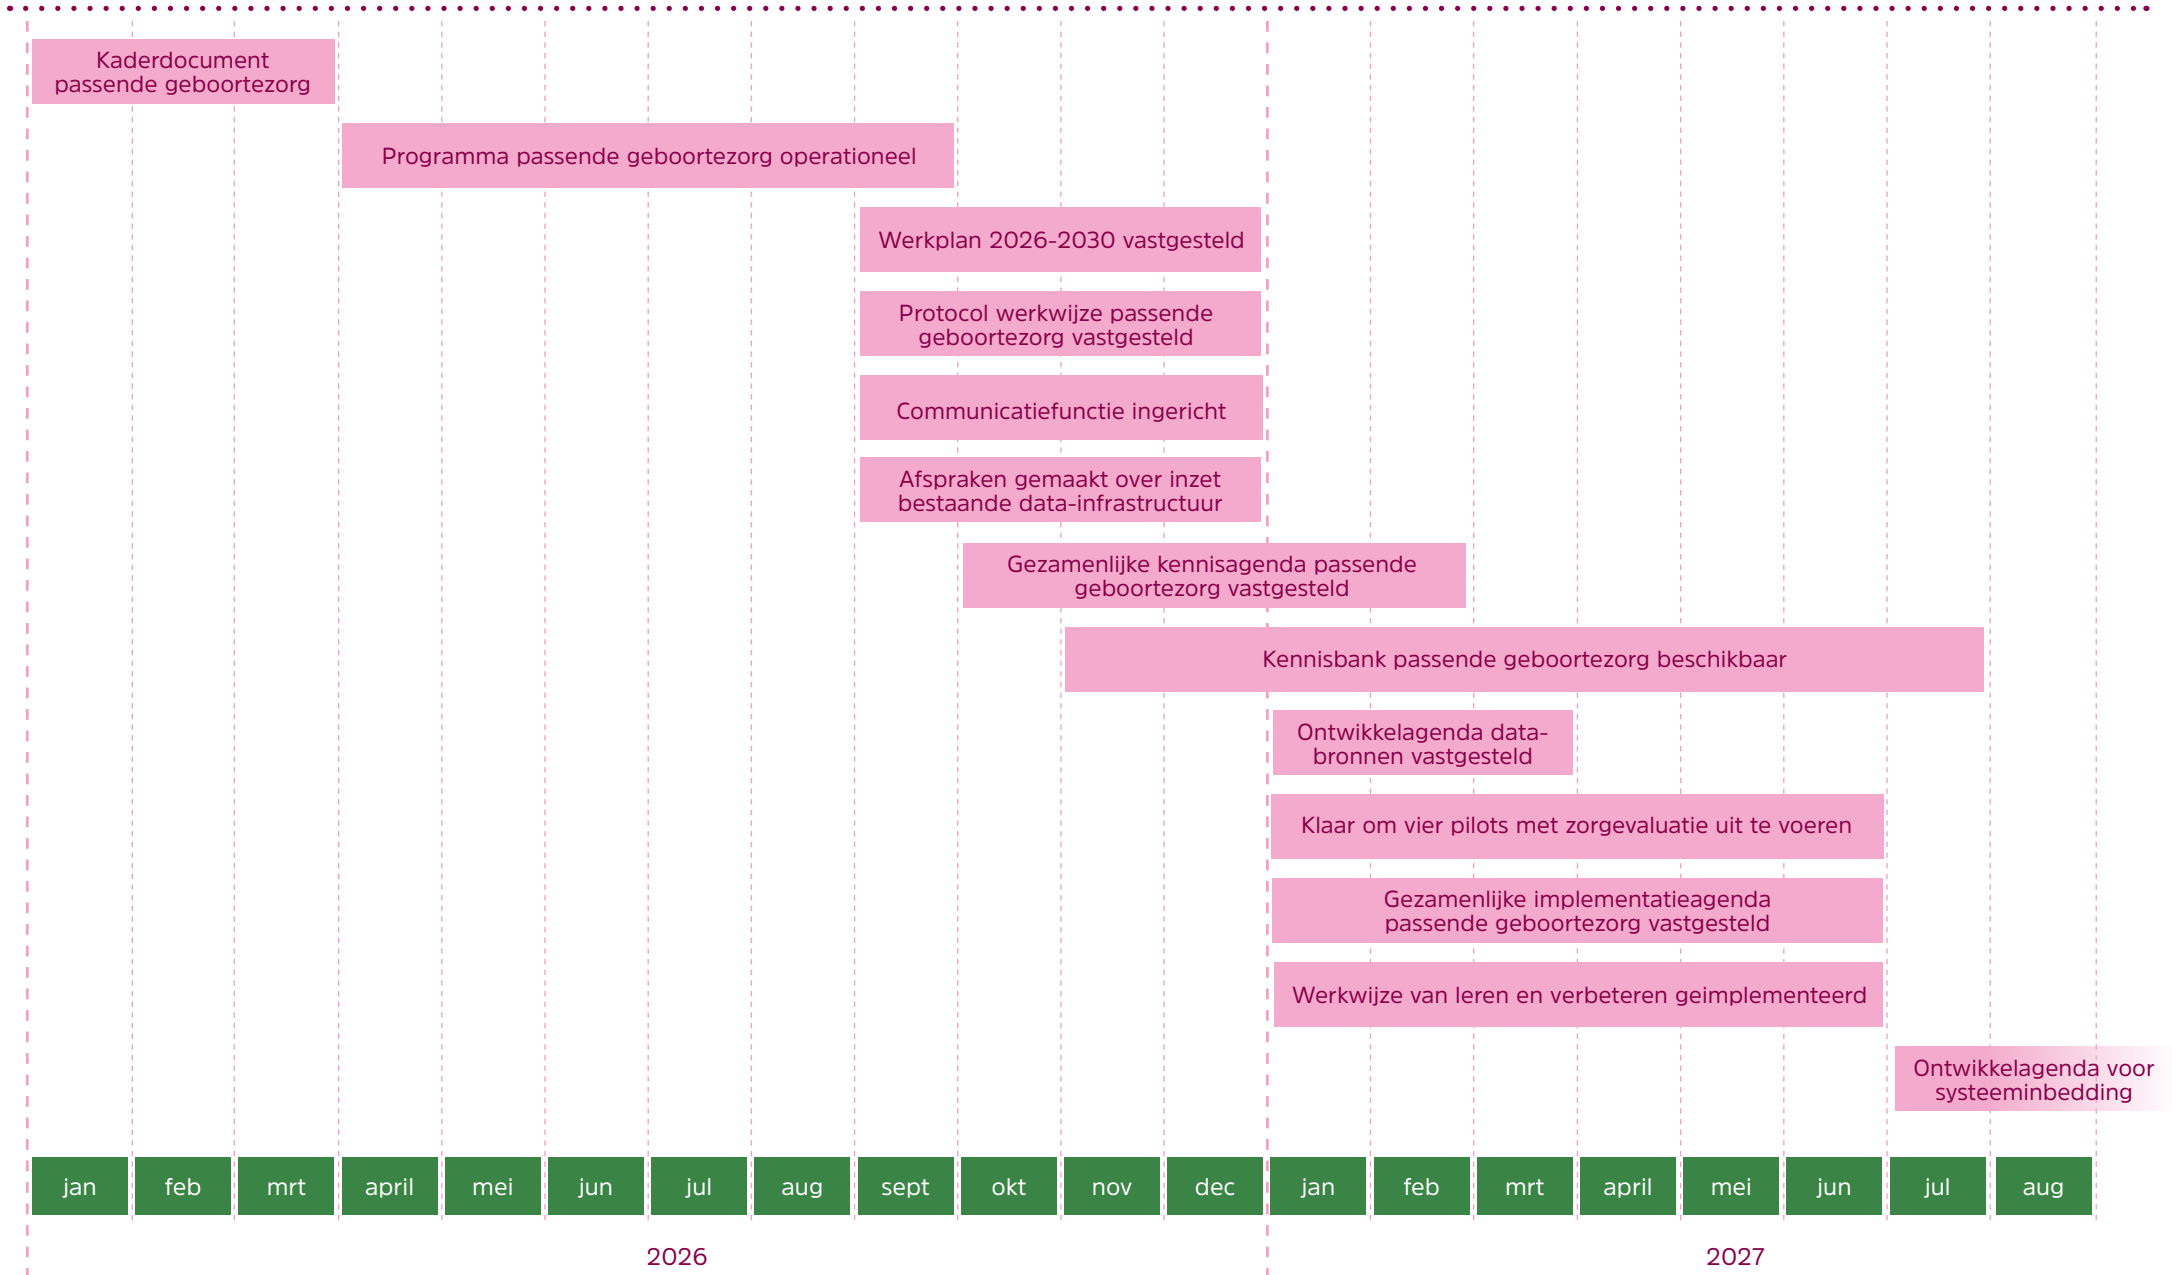 Kaderdocument
passende geboortezorg
Programma passende geboortezorg operationeel
Werkplan 2026-2030 vastgesteld
Protocol werkwijze passende
geboortezorg vastgesteld
Communicatiefunctie ingericht
Afspraken gemaakt over inzet
bestaande data-infrastructuur
Gezamenlijke kennisagenda passende
geboortezorg vastgesteld
Kennisbank passende geboortezorg beschikbaar
Ontwikkelagenda data-
bronnen vastgesteld
Klaar om vier pilots met zorgevaluatie uit te voeren
Gezamenlijke implementatieagenda
passende geboortezorg vastgesteld
Werkwijze van leren en verbeteren geimplementeerd
Ontwikkelagenda voor
systeeminbedding
jan feb mrt april mei jun jul aug sept okt nov dec jan feb mrt april mei jun jul aug
2026 2027